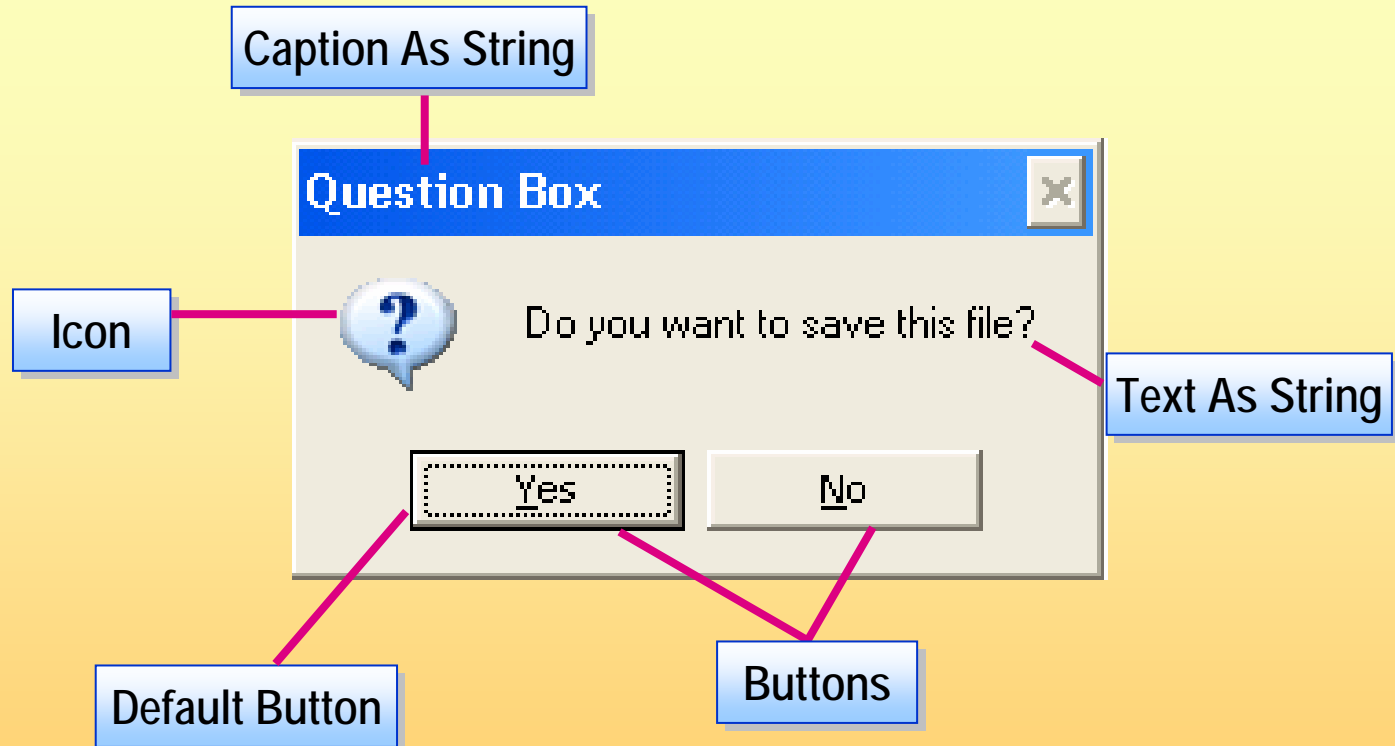 Caption As String
Question Box
Icon
Do you want to save this file?
Text As String
Yes
No
Default Button
Buttons